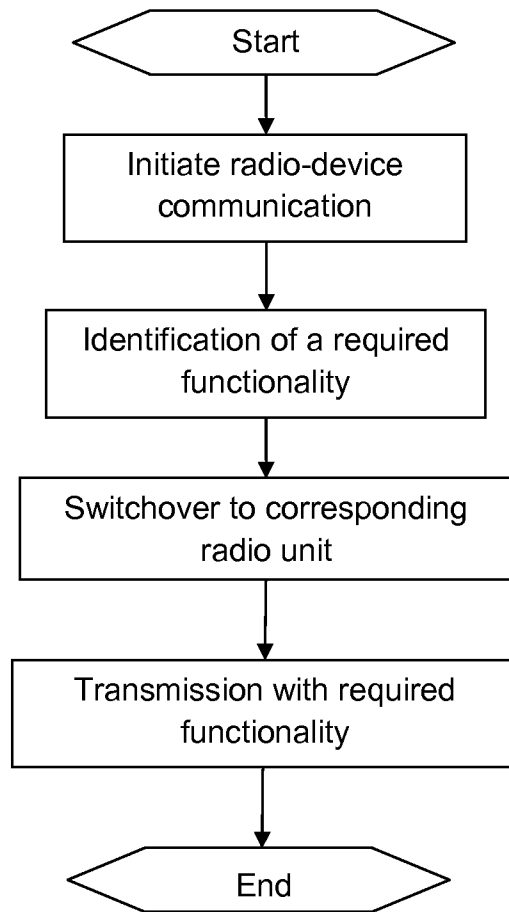 Start
Initiate radio-device
communication
Identification of a required
functionality
Switchover to corresponding
radio unit
Transmission with required
functionality
End